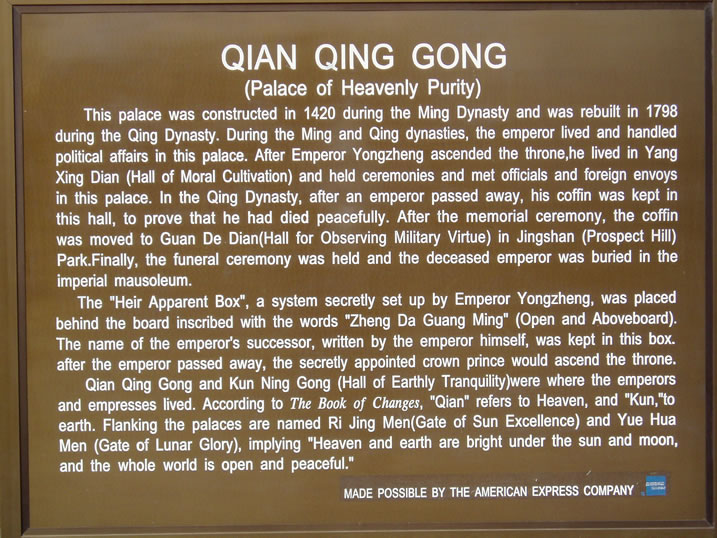 QIAN QING GONG
(Palace of Heavenly Purity)
This palace was constructed in 1420 during the Ming Dynasty and was rebuilt in 1798
during the Qing Dynasty. During the Ming and Qing dynasties, the emperor lived and handled
political affairs in this palace. After Emperor Yongzheng ascended the throne,he lived in Yang
Xing Dian (Hall of Moral Cultivation) and held ceremonies and met officials and foreign envoys
in this palace. In the Qing Dynasty, after an emperor passed away, his coffin was kept in
this hall, to prove that he had died peacefully. After the memorial ceremony, the coffin
was moved to Guan De Dian(Hall for Observing Military Virtue) in Jingshan (Prospect Hill)
Park.Finally, the funeral ceremony was held and the deceased emperor was buried in the
imperial mausoleum.
The "Heir Apparent Box", a system secretly set up by Emperor Yongzheng, was placed
behind the board inscribed with the words "Zheng Da Guang Ming" (Open and Aboveboard).
The name of the emperor's successor, written by the emperor himself, was kept in this box.
after the emperor passed away, the secretly appointed crown prince would ascend the throne.
Qian Qing Gong and Kun Ning Gong (Hall of Earthly Tranquility)were where the emperors
and empresses lived. According to The Book of Changes, "Qian" refers to Heaven, and "Kun,"to
earth. Flanking the palaces are named Ri Jing Men(Gate of Sun Excellence) and Yue Hua
Men (Gate of Lunar Glory), implying "Heaven and earth are bright under the sun and moon,
and the whole world is open and peaceful."
MADE POSSIBLE BY THE AMERICAN EXPRESS COMPANY